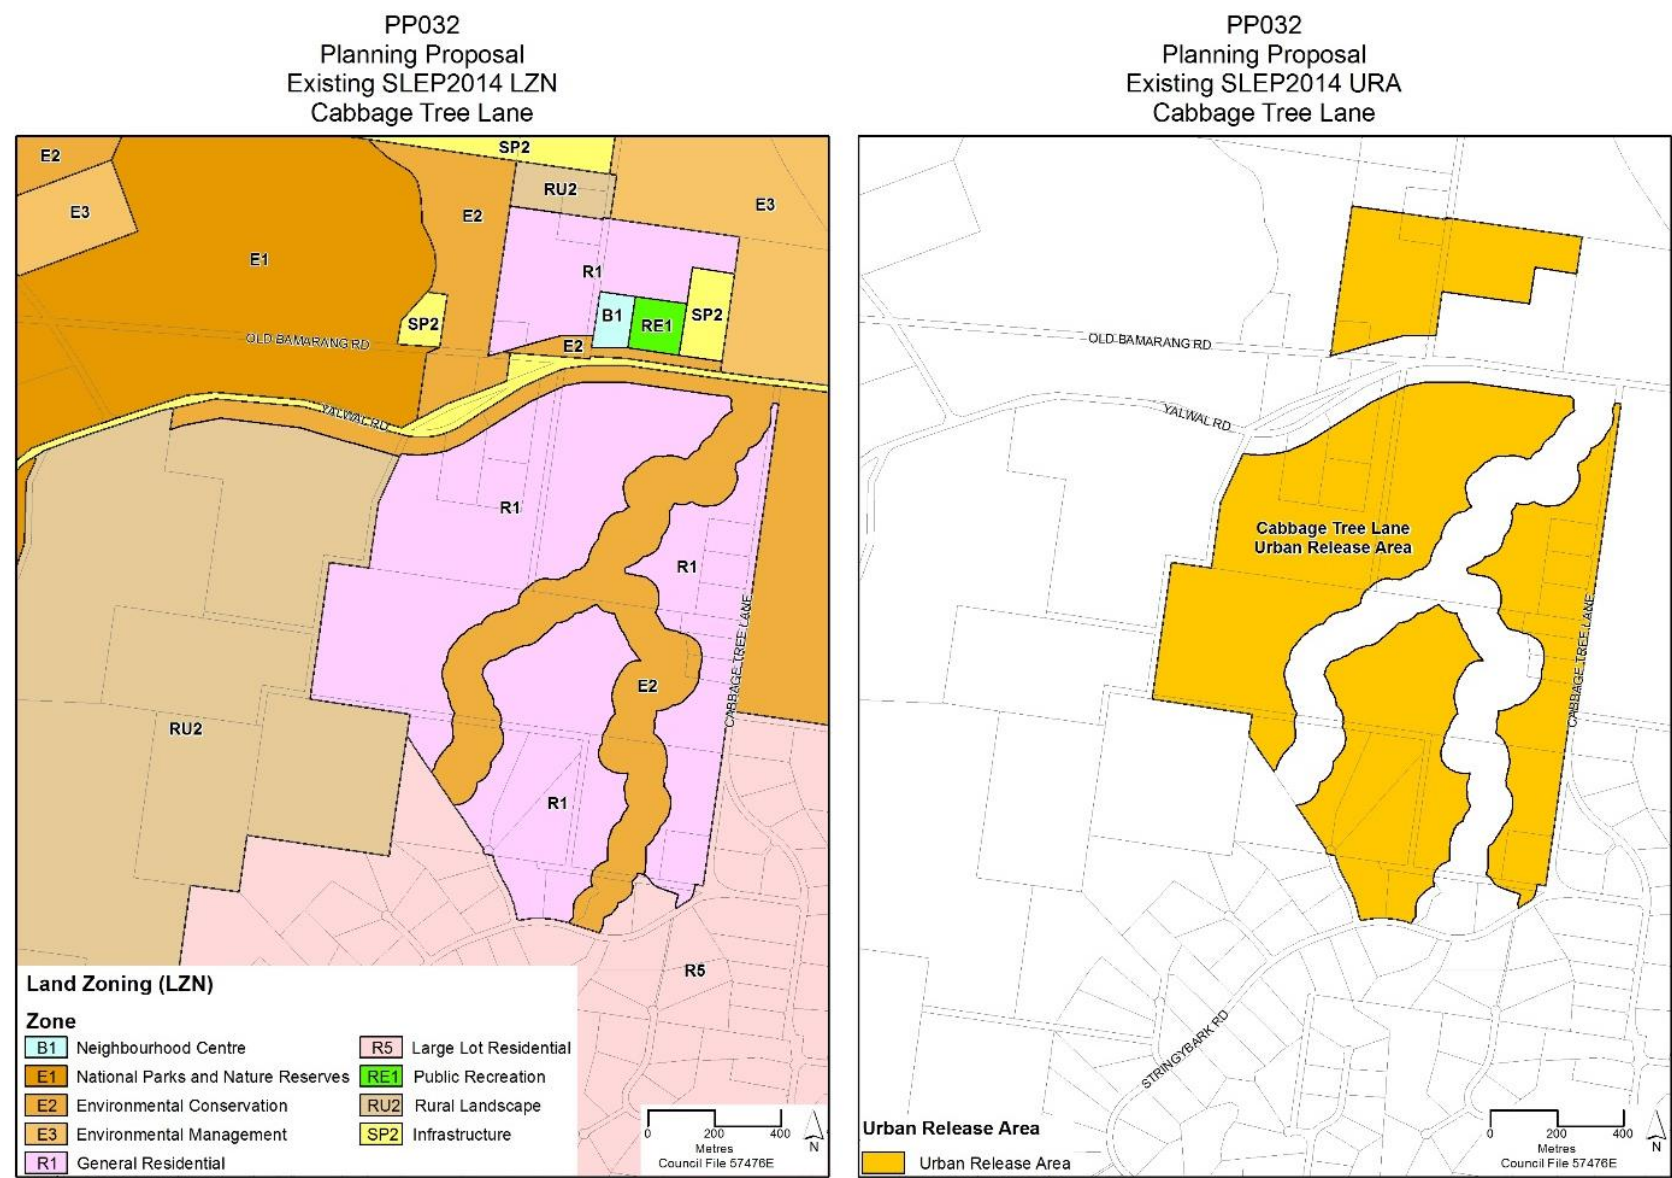 PP032
Planning Proposal
Existing SLEP2014 LZN
Cabbage Tree Lane
E2
SP2
RU2
E3
E2
E3
E1
R1
SP2
B1
RE1
SP2
OLD BAMARANG RD
E2
YALWAL RD
R1
R1
CABBAGE TREE LANE
E2
RU2
R1
R5
Land Zoning (LZN)
Zone
B1 Neighbourhood Centre
E1 National Parks and Nature Reserves
E2 Environmental Conservation
E3 Environmental Management
R1 General Residential
R5 Large Lot Residential
RE1 Public Recreation
RU2 Rural Landscape
SP2 Infrastructure
0 200 400
Metres
Council File 57476E
N
PP032
Planning Proposal
Existing SLEP2014 URA
Cabbage Tree Lane
OLD BAMARANG RD
YALWAL RD
Cabbage Tree Lane
Urban Release Area
CABBAGE TREE LANE
STRINGYBARK RD
Urban Release Area
Urban Release Area
0 200 400
Metres
Council File 57476E
N